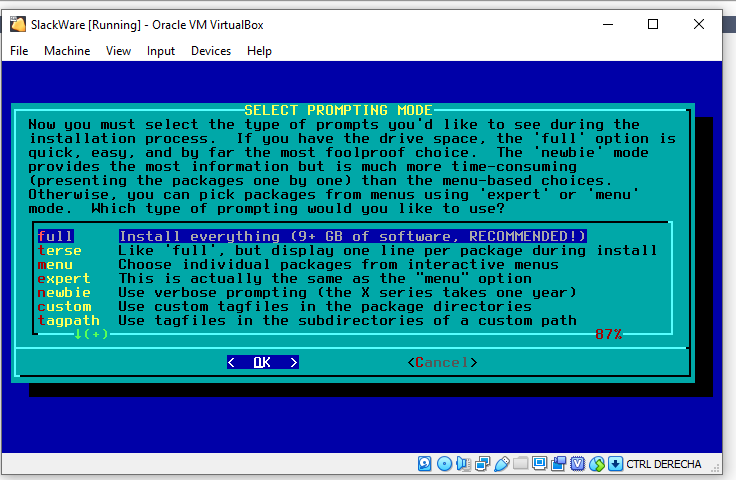 SlackWare [Running] - Oracle VM VirtualBox
File Machine View Input Devices Help
SELECT PROMPTING MODE
Now you must select the type of prompts you'd like to see during the
installation process. If you have the drive space, the 'full' option is
quick, easy, and by far the most foolproof choice. The 'newbie' mode
provides the most information but is much more time-consuming
(presenting the packages one by one) than the menu-based choices.
Otherwise, you can pick packages from menus using 'expert' or 'menu'
mode. Which type of prompting would you like to use?
full Install everything (9+ GB of software, RECOMMENDED!)
terse Like 'full', but display one line per package during install
menu Choose individual packages from interactive menus
expert This is actually the same as the "menu" option
newbie Use verbose prompting (the X series takes one year)
custom Use custom tagfiles in the package directories
tagpath Use tagfiles in the subdirectories of a custom path
↓(+) 87%
< OK > <Cancel>
CTRL DERECHA